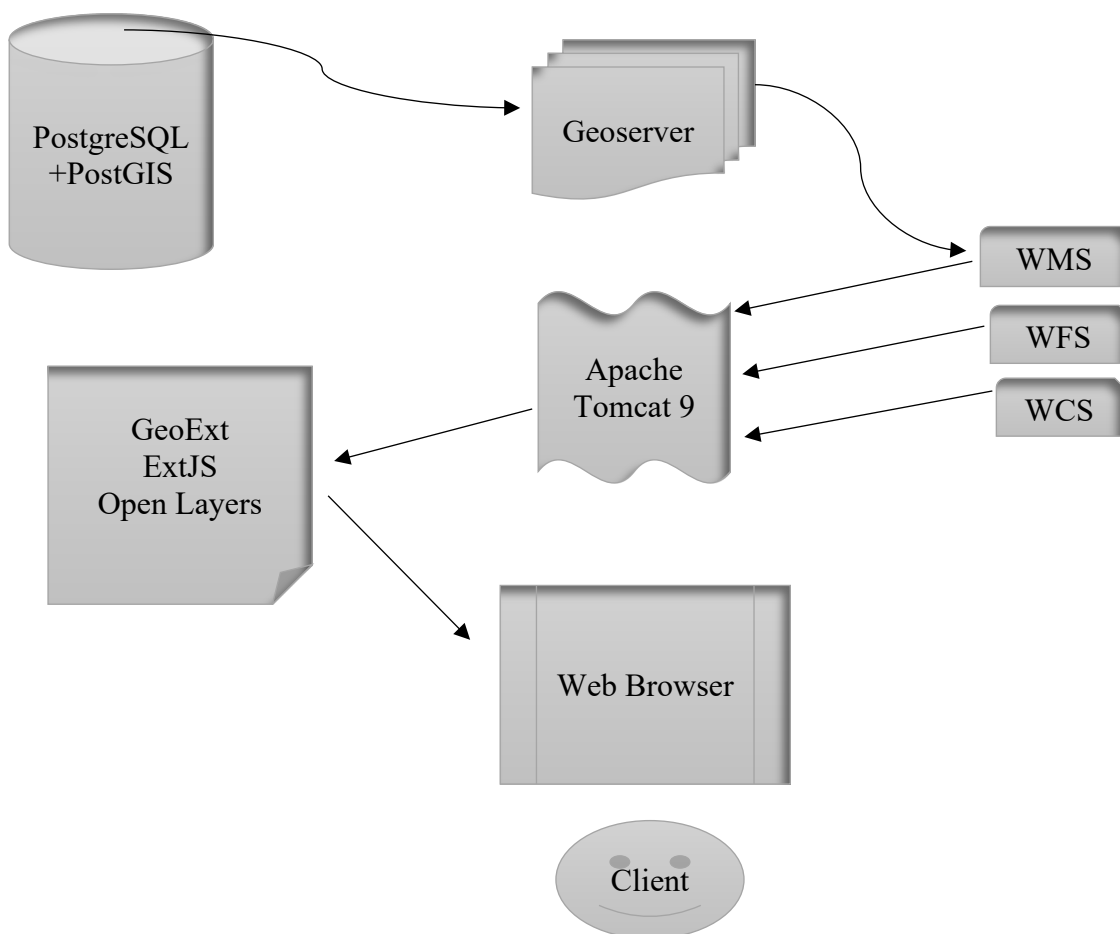 PostgreSQL
+PostGIS
Geoserver
WMS
WFS
WCS
Apache
Tomcat 9
GeoExt
ExtJS
Open Layers
Web Browser
Client